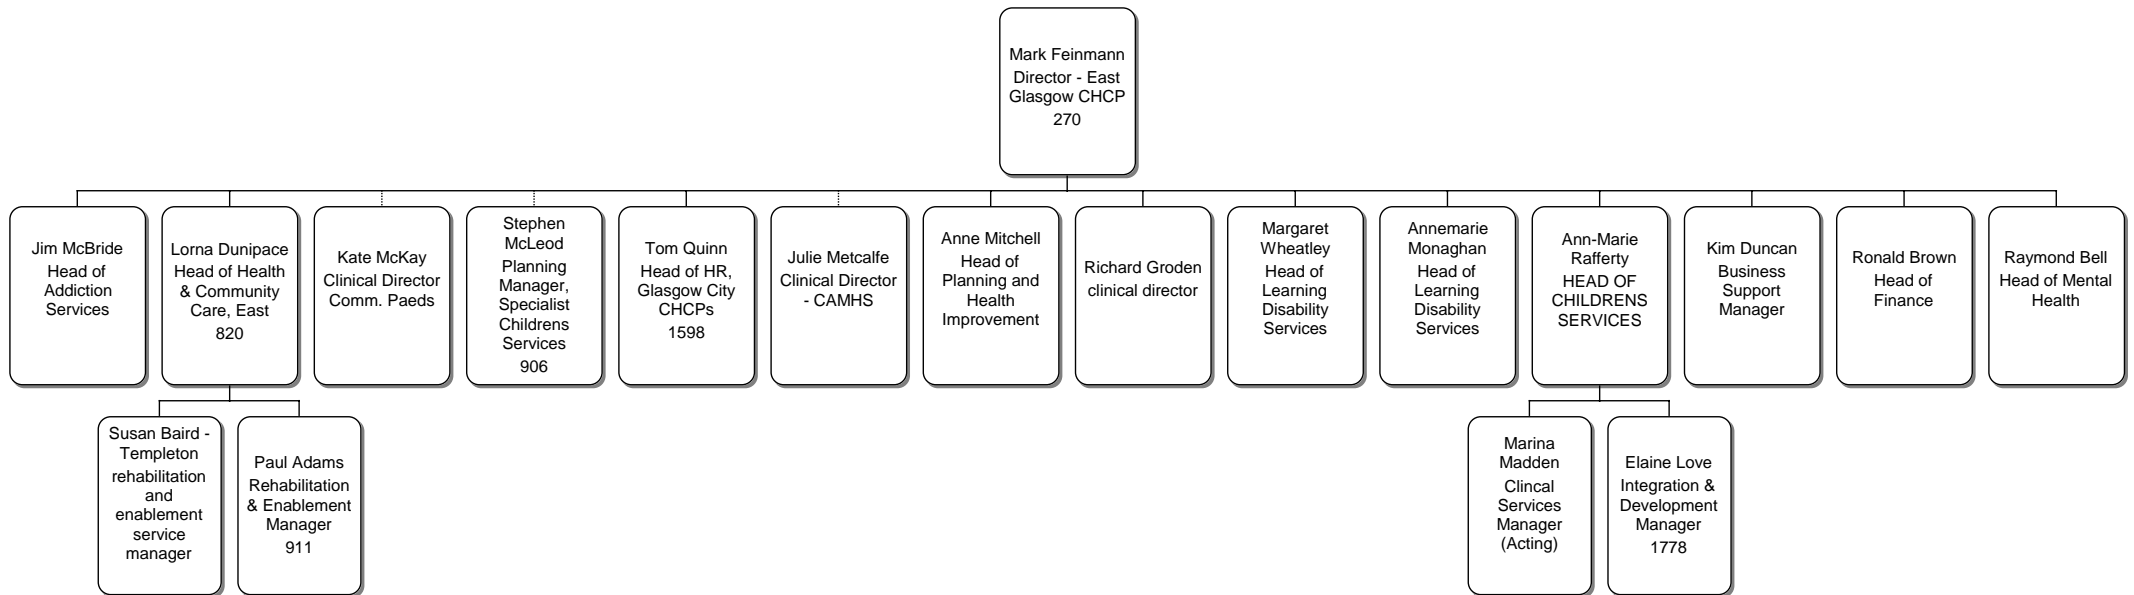 Mark Feinmann
Director - East
Glasgow CHCP
270
Jim McBride
Head of
Addiction
Services
Lorna Dunipace
Head of Health
& Community
Care, East
820
Kate McKay
Clinical Director
Comm. Paeds
Stephen
McLeod
Planning
Manager,
Specialist
Childrens
Services
906
Tom Quinn
Head of HR,
Glasgow City
CHCPs
1598
Julie Metcalfe
Clinical Director
- CAMHS
Anne Mitchell
Head of
Planning and
Health
Improvement
Richard Groden
clinical director
Margaret
Wheatley
Head of
Learning
Disability
Services
Annemarie
Monaghan
Head of
Learning
Disability
Services
Ann-Marie
Rafferty
HEAD OF
CHILDRENS
SERVICES
Kim Duncan
Business
Support
Manager
Ronald Brown
Head of
Finance
Raymond Bell
Head of Mental
Health
Susan Baird -
Templeton
rehabilitation
and
enablement
service
manager
Paul Adams
Rehabilitation
& Enablement
Manager
911
Marina
Madden
Clincal
Services
Manager
(Acting)
Elaine Love
Integration &
Development
Manager
1778